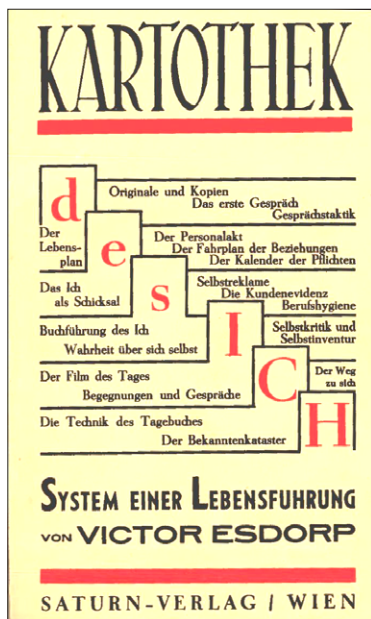 KARTOTHEK
des ICH
Originale und Kopien
Das erste Gespräch
Gesprächstaktik
Der
Lebens-
plan
Der Personalakt
Der Fahrplan der Beziehungen
Der Kalender der Pflichten
Das Ich
als Schicksal
Selbstreklame
Die Kundenevidenz
Berufshygiene
Buchführung des Ich
Wahrheit über sich selbst
Selbstkritik und
Selbstinventur
Der Film des Tages
Begegnungen und Gespräche
Der Weg
zu sich
Die Technik des Tagebuches
Der Bekanntenkataster
SYSTEM EINER LEBENSFUHRUNG
VON VICTOR ESDORP
SATURN-VERLAG / WIEN